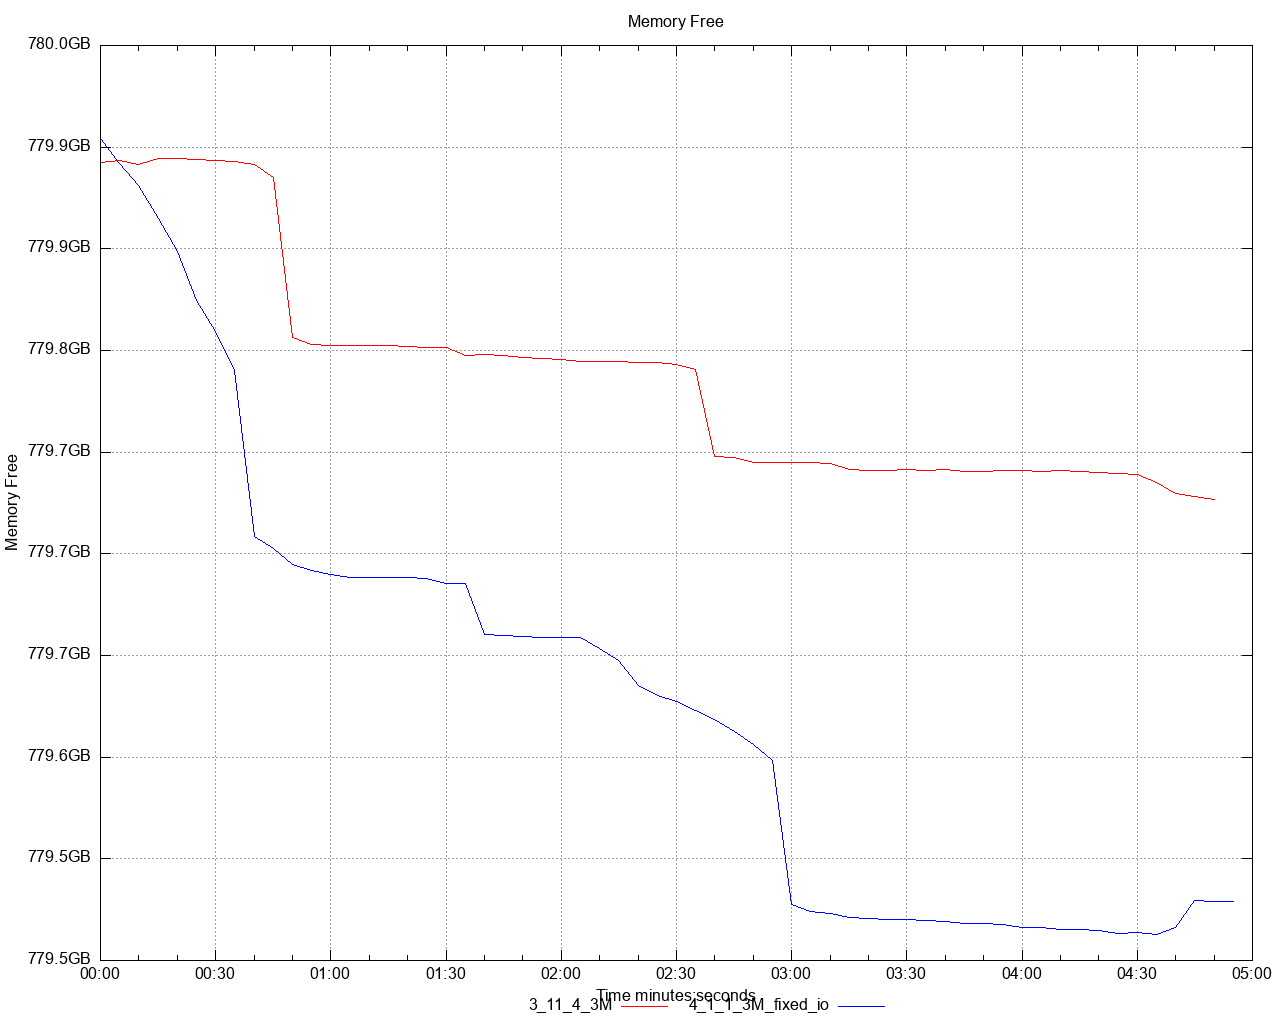 Memory Free
780.0GB
779.9GB
779.9GB
779.8GB
779.7GB
Memory Free
779.7GB
779.7GB
779.6GB
779.5GB
779.5GB
00:00 00:30 01:00 01:30 02:00 02:30 03:00 03:30 04:00 04:30 05:00
Time minutes:seconds
3_11_4_3M 4_1_1_3M_fixed_io